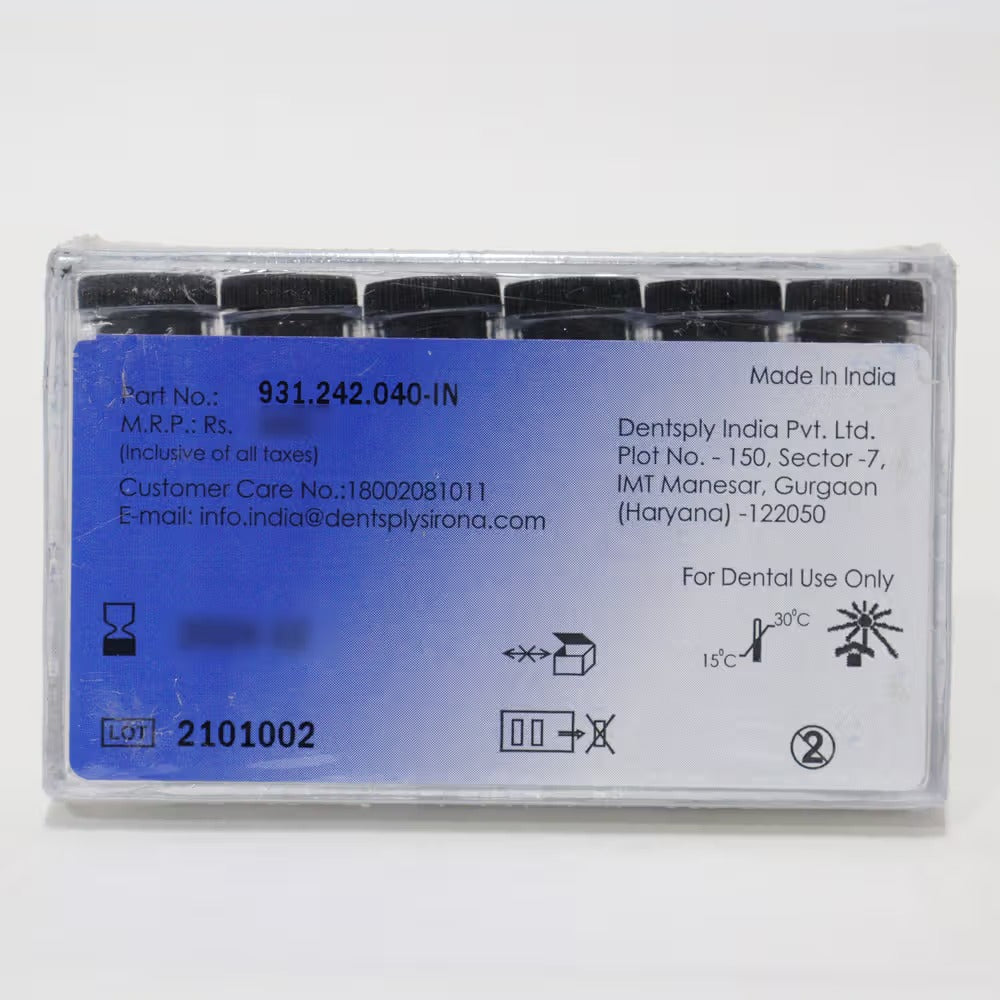 Part No.: 931.242.040-IN
M.R.P.: Rs.
(Inclusive of all taxes)
Customer Care No.:18002081011
E-mail: info.india@dentsplysirona.com
Made In India
Dentsply India Pvt. Ltd.
Plot No. - 150, Sector -7,
IMT Manesar, Gurgaon
(Haryana) -122050
For Dental Use Only
30°C
15°C
LOT 2101002
2